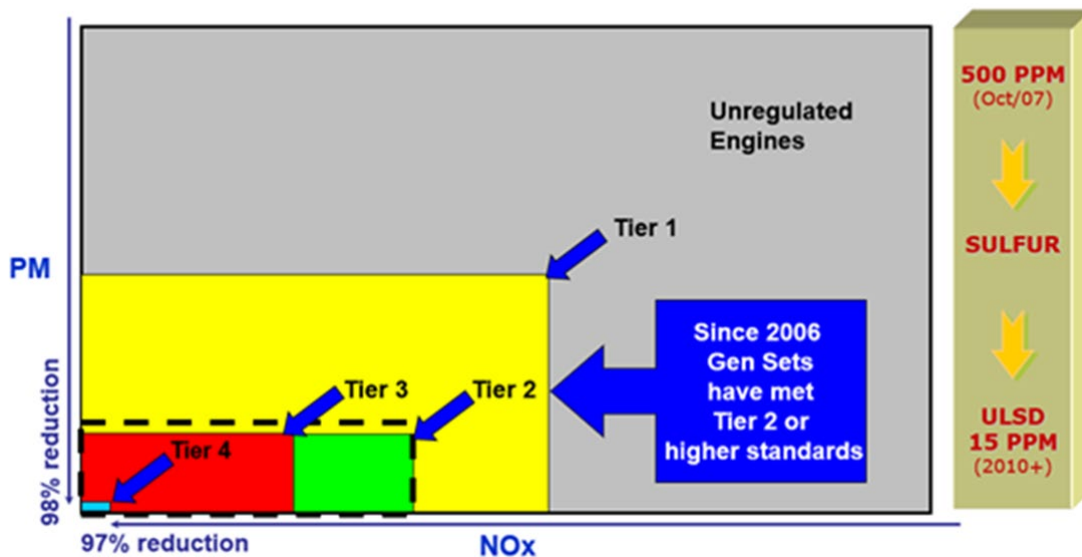 500 PPM
(Oct/07)
Unregulated
Engines
Tier 1
SULFUR
PM
Since 2006
Gen Sets
have met
Tier 2 or
higher standards
Tier 3
Tier 2
ULSD
15 PPM
(2010+)
Tier 4
98% reduction
97% reduction
NOx